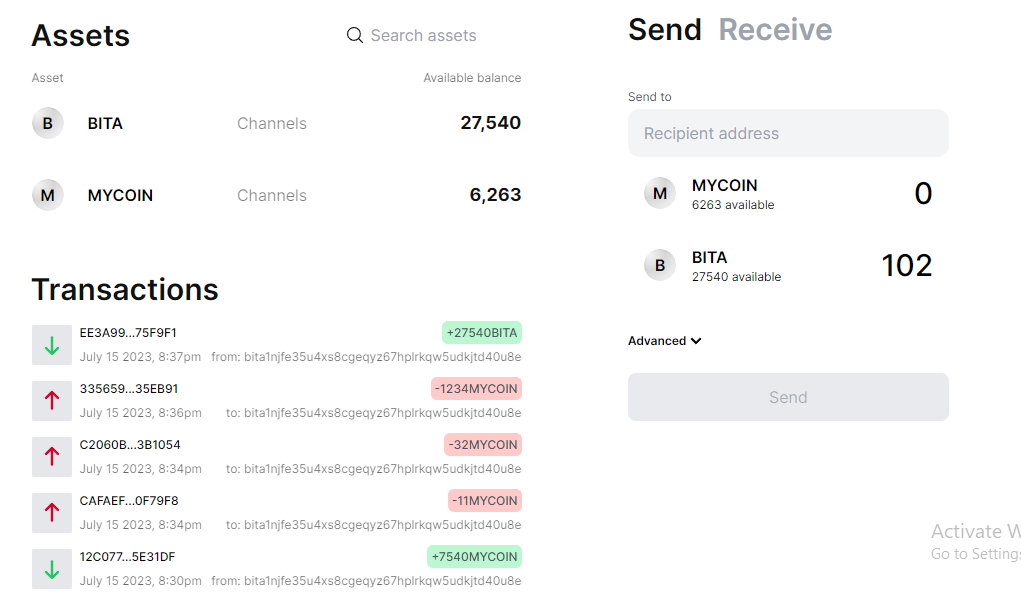 Assets
Search assets
Asset
Available balance
B BITA Channels 27,540
M MYCOIN Channels 6,263
Transactions
EE3A99...75F9F1 +27540BITA
July 15 2023, 8:37pm from: bita1njfe35u4xs8cgeqyz67hplrkqw5udkjtd40u8e
335659...35EB91 -1234MYCOIN
July 15 2023, 8:36pm to: bita1njfe35u4xs8cgeqyz67hplrkqw5udkjtd40u8e
C2060B...3B1054 -32MYCOIN
July 15 2023, 8:34pm to: bita1njfe35u4xs8cgeqyz67hplrkqw5udkjtd40u8e
CAFAEF...0F79F8 -11MYCOIN
July 15 2023, 8:34pm to: bita1njfe35u4xs8cgeqyz67hplrkqw5udkjtd40u8e
12C077...5E31DF +7540MYCOIN
July 15 2023, 8:30pm from: bita1njfe35u4xs8cgeqyz67hplrkqw5udkjtd40u8e
Send Receive
Send to
Recipient address
M MYCOIN 0
6263 available
B BITA 102
27540 available
Advanced
Send
Activate W
Go to Settings